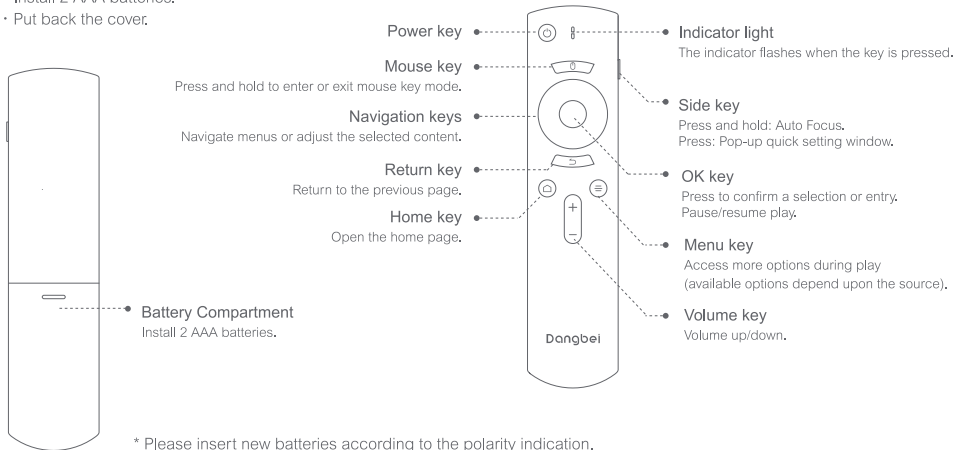 Install 2 AAA batteries.
· Put back the cover.
Power key
Mouse key
Press and hold to enter or exit mouse key mode.
Navigation keys
Navigate menus or adjust the selected content.
Return key
Return to the previous page.
Home key
Open the home page.
Indicator light
The indicator flashes when the key is pressed.
Side key
Press and hold: Auto Focus.
Press: Pop-up quick setting window.
OK key
Press to confirm a selection or entry.
Pause/resume play.
Menu key
Access more options during play
(available options depend upon the source).
Volume key
Volume up/down.
Dangbei
Battery Compartment
Install 2 AAA batteries.
* Please insert new batteries according to the polarity indication.